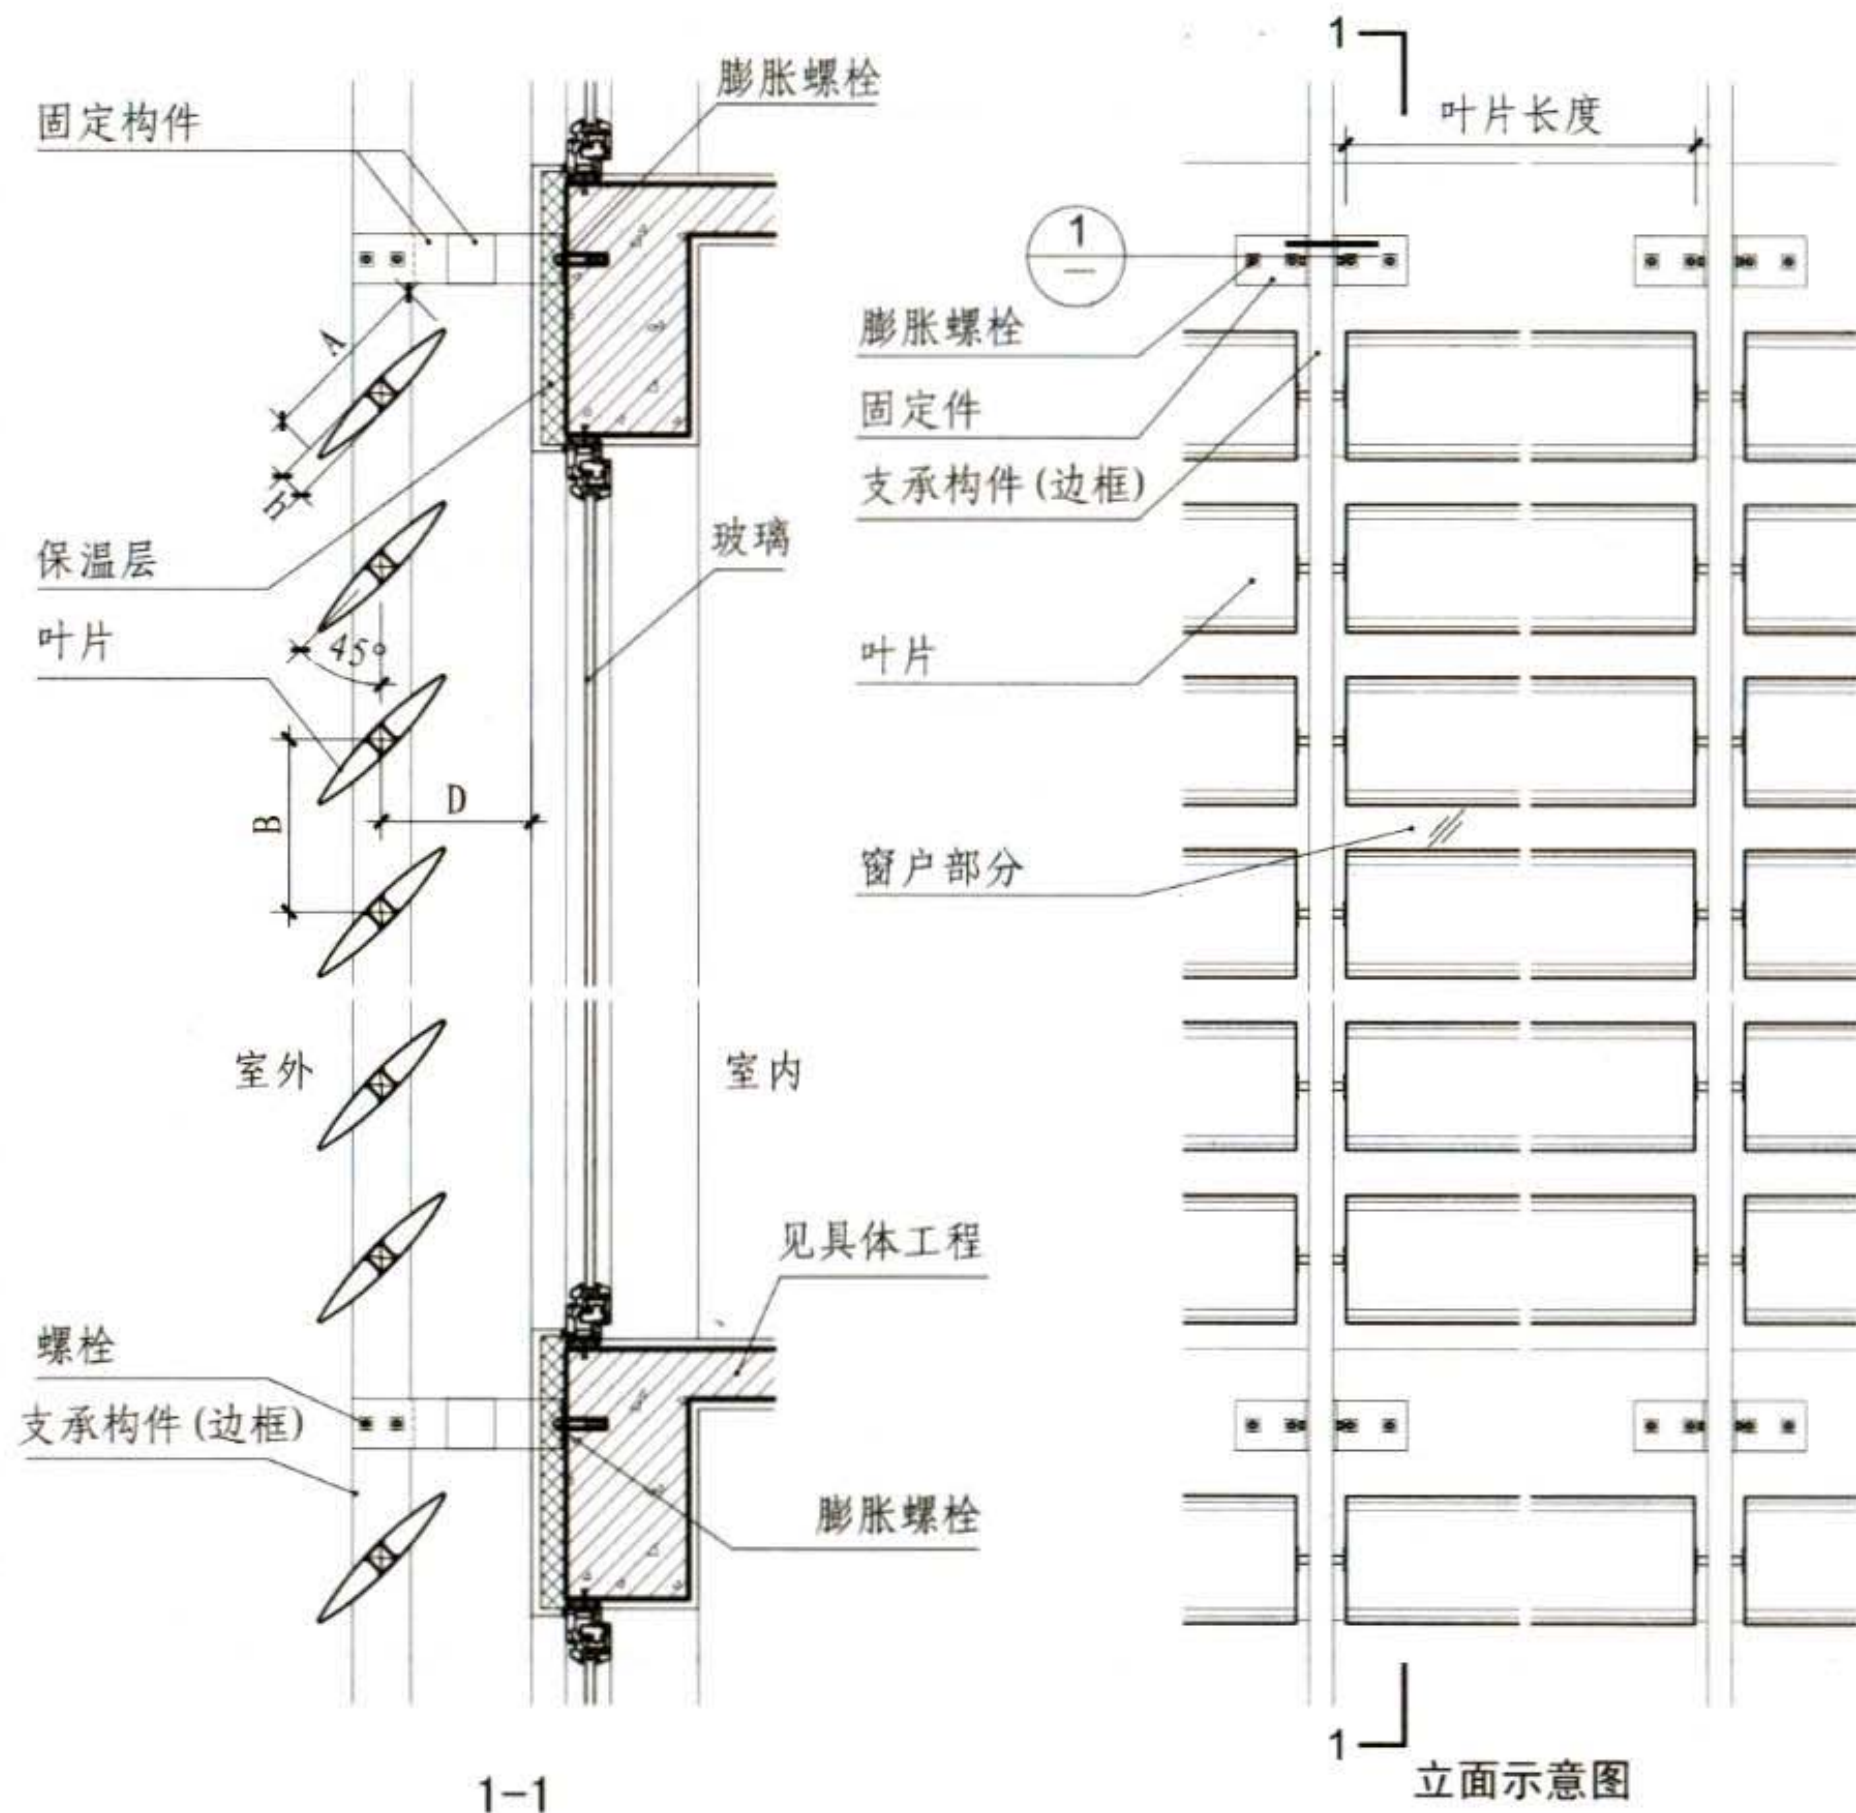 膨胀螺栓
固定构件
A
h
保温层
叶片
45°
玻璃
B
D
室外
室内
见具体工程
螺栓
支承构件(边框)
膨胀螺栓
1-1
1
叶片长度
1
膨胀螺栓
固定件
支承构件(边框)
叶片
窗户部分
1
立面示意图